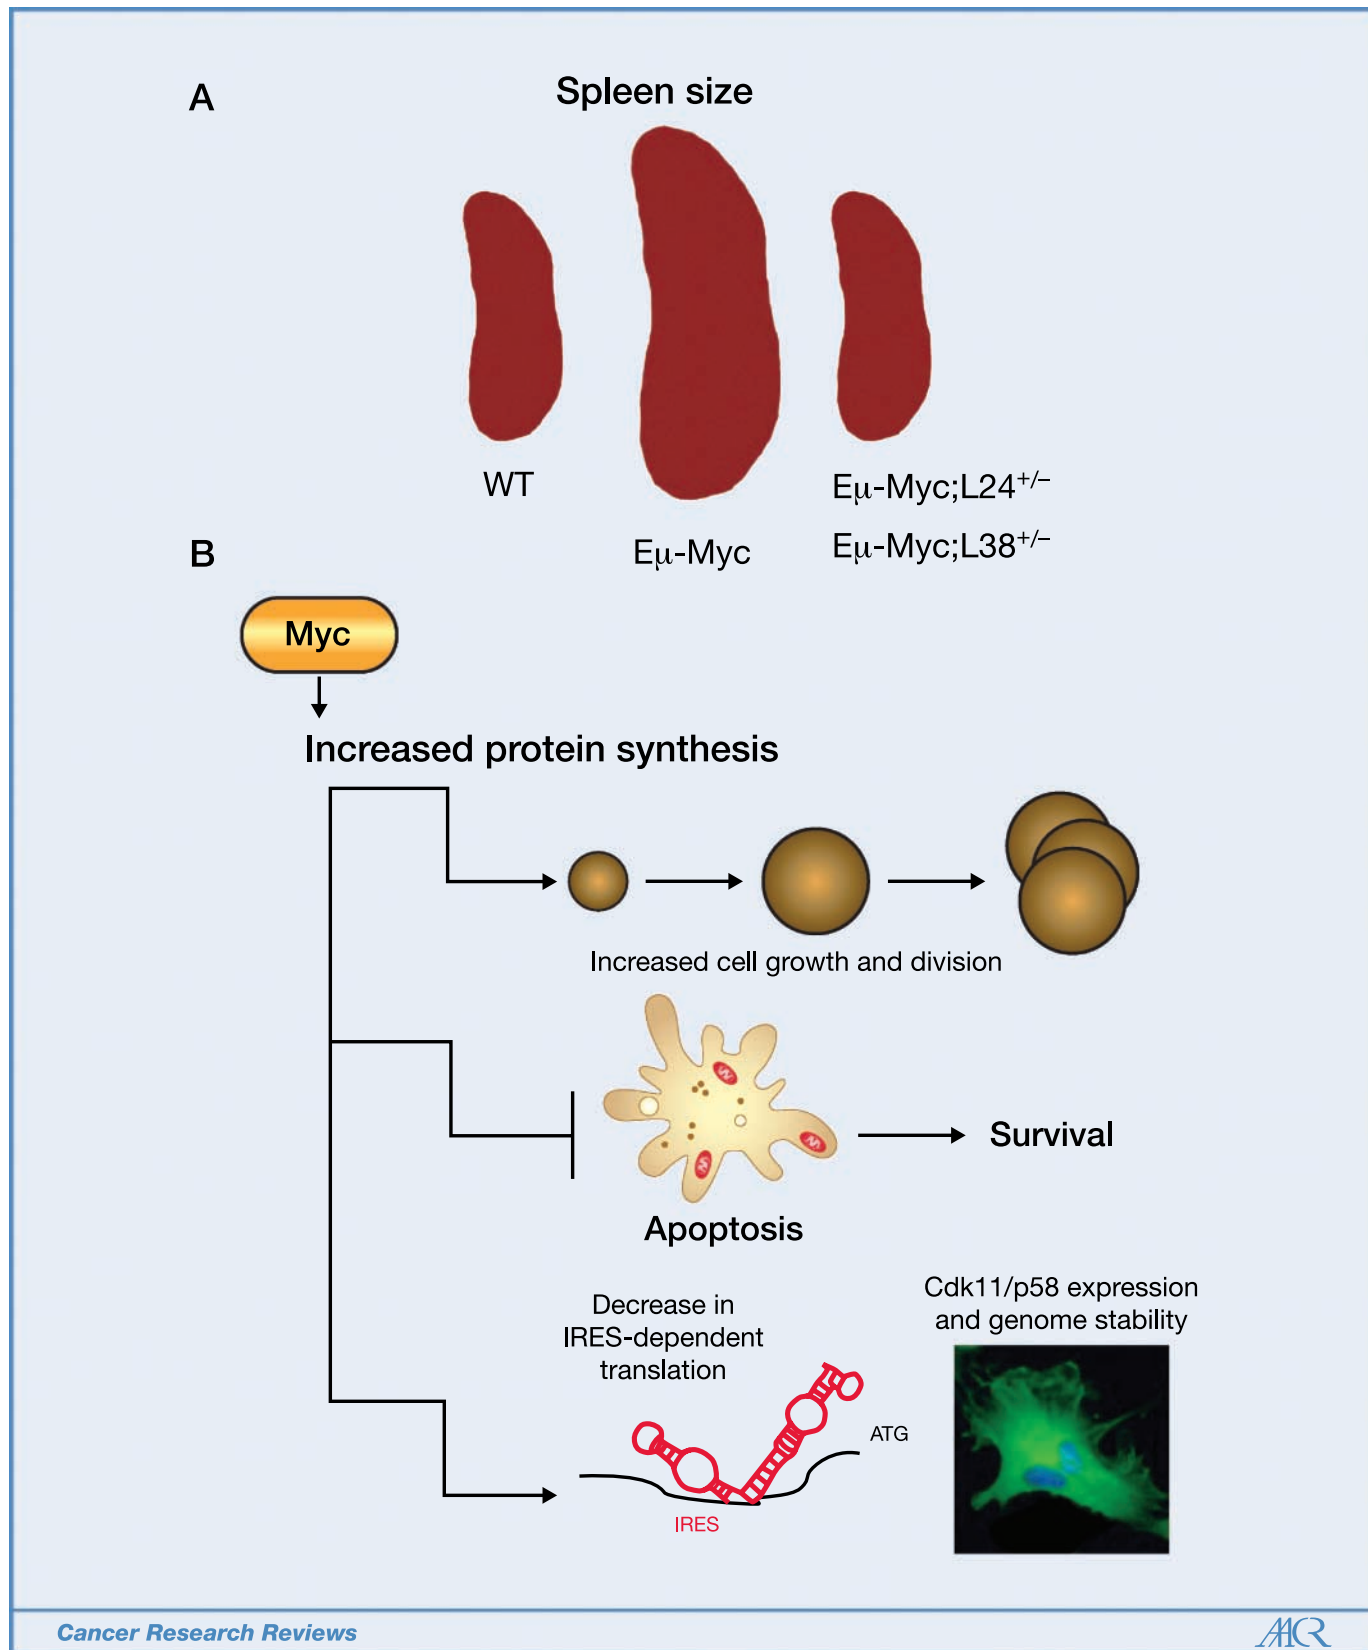 A
Spleen size
WT
Eμ-Myc
Eμ-Myc;L24+/–
Eμ-Myc;L38+/–
B
Myc
Increased protein synthesis
Increased cell growth and division
Survival
Apoptosis
Decrease in
IRES-dependent
translation
ATG
IRES
Cdk11/p58 expression
and genome stability
Cancer Research Reviews
AACR